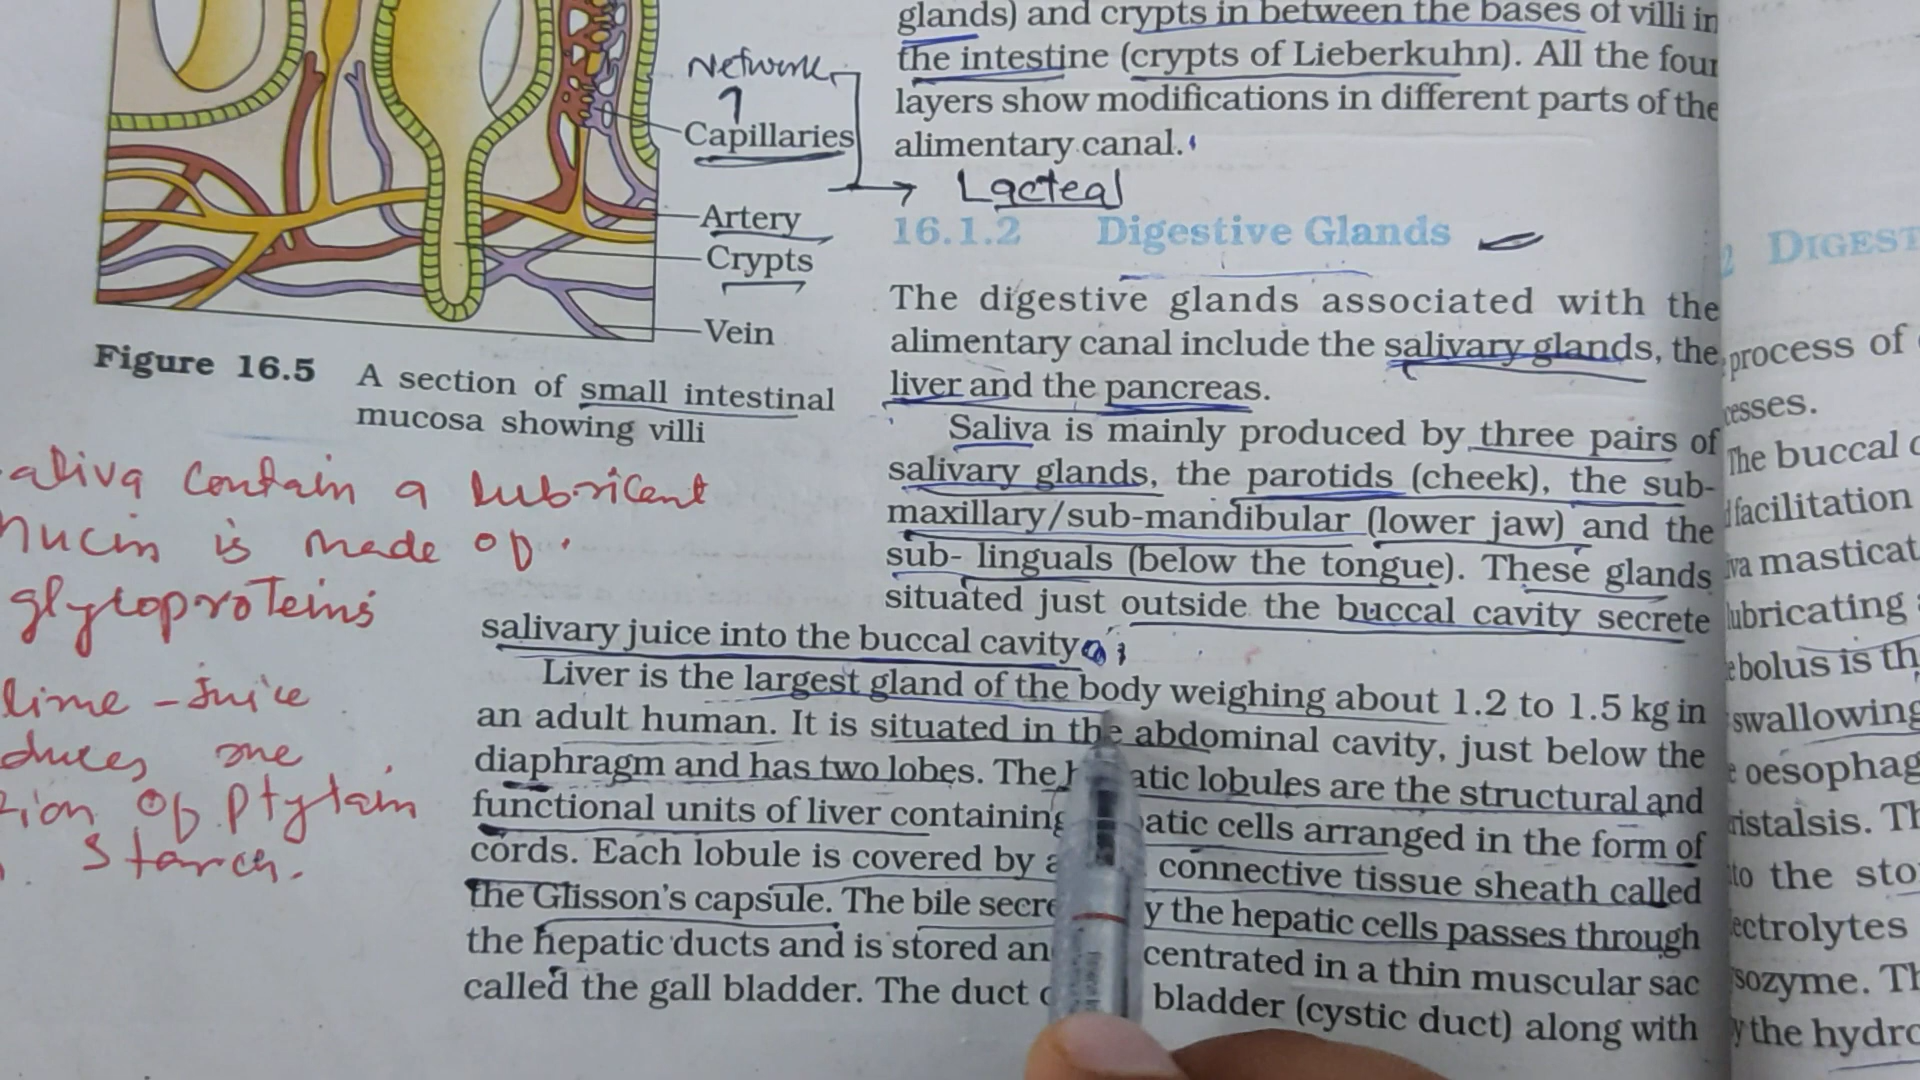 glands) and crypts in between the bases of villi in
the intestine (crypts of Lieberkuhn). All the four
layers show modifications in different parts of the
alimentary canal.
Network
Capillaries
Lacteal
Artery
Crypts
Vein
Figure 16.5 A section of small intestinal
mucosa showing villi
16.1.2 Digestive Glands
The digestive glands associated with the
alimentary canal include the salivary glands, the
liver and the pancreas.
Saliva is mainly produced by three pairs of
salivary glands, the parotids (cheek), the sub-
maxillary/sub-mandibular (lower jaw) and the
sub- linguals (below the tongue). These glands
situated just outside the buccal cavity secrete
salivary juice into the buccal cavity
Liver is the largest gland of the body weighing about 1.2 to 1.5 kg in
an adult human. It is situated in the abdominal cavity, just below the
diaphragm and has two lobes. The atic lobules are the structural and
functional units of liver containing atic cells arranged in the form of
cords. Each lobule is covered by a connective tissue sheath called
the Glisson's capsule. The bile secre y the hepatic cells passes through
the hepatic ducts and is stored an centrated in a thin muscular sac
called the gall bladder. The duct bladder (cystic duct) along with
aliva contain a lubricent
mucin is made of
glycoproteins
lime - Juice
duces
Ptylain
Starch.
DIGEST
process of
cesses.
The buccal
facilitation
masticat
lubricating
bolus is th
swallowing
oesophag
ristalsis. Th
to the sto
ectrolytes
sozyme. Th
y the hydro